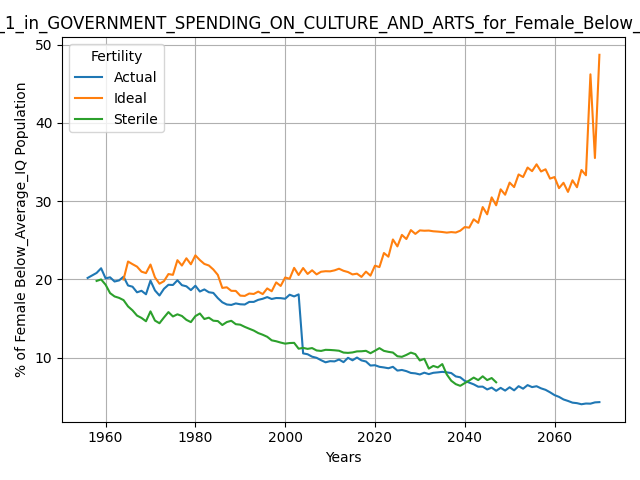 _1_in_GOVERNMENT_SPENDING_ON_CULTURE_AND_ARTS_for_Female_Below_
Fertility
Actual
Ideal
Sterile
% of Female Below_Average_IQ Population
50
40
30
20
10
1960 1980 2000 2020 2040 2060
Years